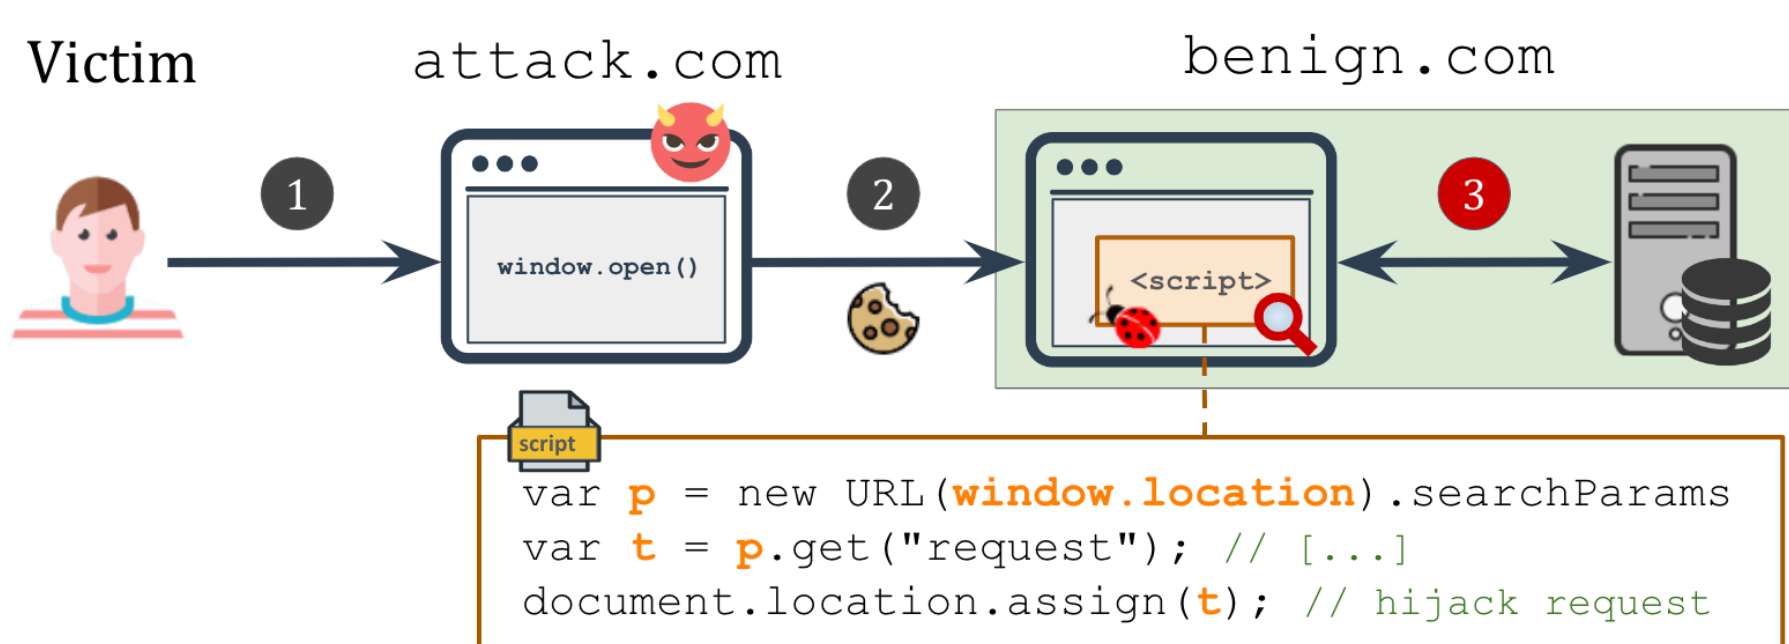 Victim
attack.com
benign.com
1
2
3
window.open()
<script>
script
var p = new URL(window.location).searchParams
var t = p.get("request"); // [...]
document.location.assign(t); // hijack request